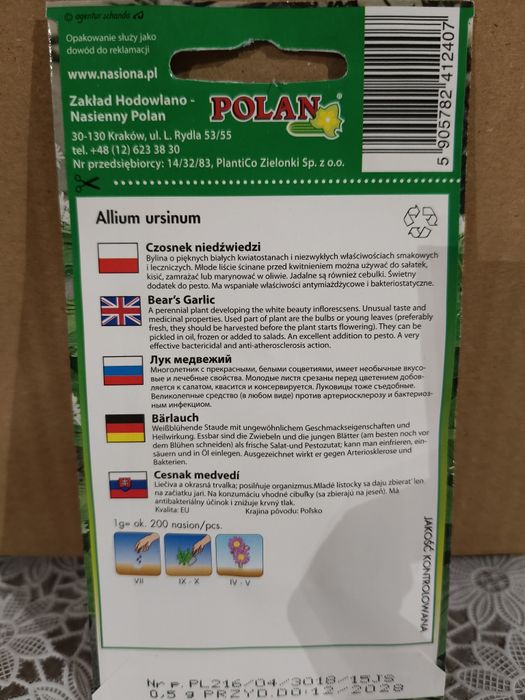 © agentur schanda
Opakowanie służy jako
dowód do reklamacji
www.nasiona.pl
Zakład Hodowlano -
Nasienny Polan
POLAN
30-130 Kraków, ul. L. Rydla 53/55
tel. +48 (12) 623 38 30
Nr przedsiębiorcy: 14/32/83, PlantiCo Zielonki Sp. z o.o.
5 905782 412407
Allium ursinum
Czosnek niedźwiedzi
Bylina o pięknych białych kwiatostanach i niezwykłych właściwościach smakowych
i leczniczych. Młode liście ścinane przed kwitnieniem można używać do sałatek,
kisić, zamrażać lub marynować w oliwie. Jadalne są również cebulki. Świetny
dodatek do pesto. Ma wspaniałe właściwości antymiażdżycowe i bakteriostatyczne.
Bear's Garlic
A perennial plant developing the white beauty inflorescens. Unusual taste and
medicinal properties. Used part of plant are the bulbs or young leaves (preferably
fresh, they should be harvested before the plant starts flowering). They can be
pickled in oil, frozen or added to salads. An excellent addition to pesto. A very
effective bactericidal and anti-atherosclerosis action.
Лук медвежий
Многолетник с прекрасными, белыми соцветиями, имеет необычные вкусо-
вые и лечебные свойства. Молодые листя срезаны перед цветением добов-
ляется к салатом, квасится и консервируется. Луковицы тоже съедобные.
Великолепные средство (в любом виде) против артериосклерозу и бактериоз-
ным инфекциом.
Bärlauch
Weißblühende Staude mit ungewöhnlichem Geschmackseigenschaften und
Heilwirkung. Essbar sind die Zwiebeln und die jungen Blätter (am besten noch vor
dem Blühen schneiden) als frische Salat-und Pestozutat; kann man einfrieren, ein-
säuern und in Öl einlegen. Ausgezeichnet wirkt er gegen Arteriosklerose und
Bakterien.
Cesnak medvedí
Liečivá a okrasná trvalka; posilňuje organizmus.Mladé lístocky sa dajú zbierať len
na začiatku jari. Na konzumáciu vhodné cibuľky (sa zbierajú na jeseň). Má
antibakteriálny účinok i znižuje krvný tlak.
Kvalita: EU Krajina pôvodu: Poľsko
1g= ok. 200 nasion/pcs.
VII IX - X IV - V
JAKOŚĆ KONTROLOWANA
Nr P. PL216/04/3018/15JS
0,5 g PRZYD.DO:12/2028